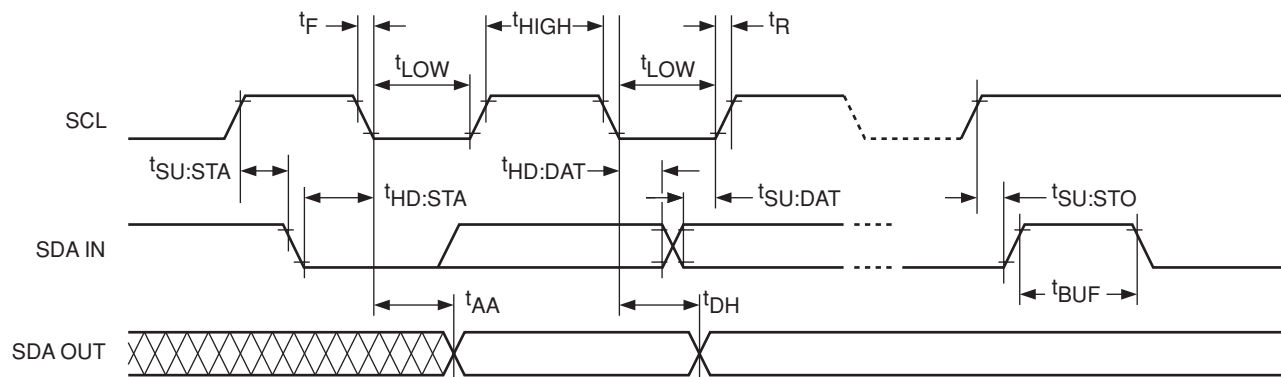 tF
tHIGH
tR
tLOW
tLOW
SCL
tSU:STA
tHD:STA
tHD:DAT
tSU:DAT
tSU:STO
SDA IN
tAA
tDH
tBUF
SDA OUT